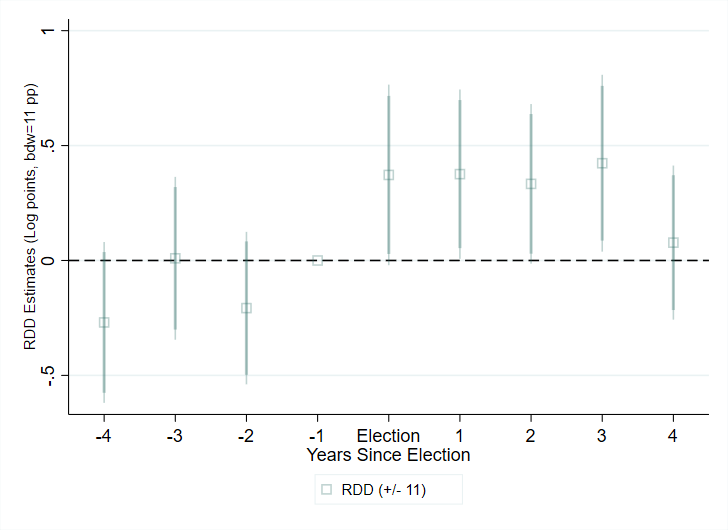 RDD Estimates (Log points, bdw=11 pp)
1
.5
0
-.5
-4 -3 -2 -1 Election 1 2 3 4
Years Since Election
RDD (+/- 11)